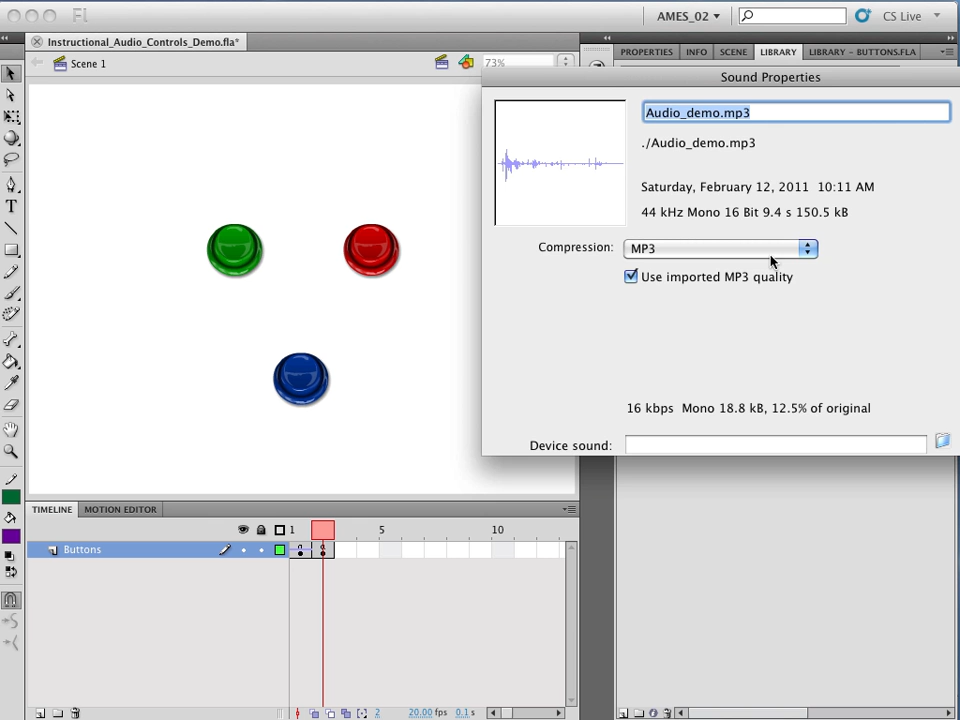 Fl
AMES_02
CS Live
Instructional_Audio_Controls_Demo.fla*
Scene 1
73%
PROPERTIES
INFO
SCENE
LIBRARY
LIBRARY – BUTTONS.FLA
Sound Properties
Audio_demo.mp3
./Audio_demo.mp3
Saturday, February 12, 2011  10:11 AM
44 kHz Mono 16 Bit 9.4 s 150.5 kB
Compression: MP3
Use imported MP3 quality
16 kbps  Mono 18.8 kB, 12.5% of original
Device sound:
T
TIMELINE
MOTION EDITOR
1
5
10
Buttons
2
20.00 fps
0.1 s